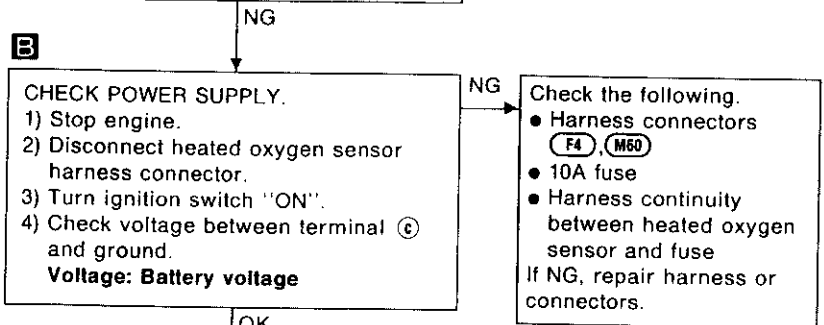 NG
B
CHECK POWER SUPPLY.
1) Stop engine.
2) Disconnect heated oxygen sensor
harness connector.
3) Turn ignition switch "ON".
4) Check voltage between terminal ⓒ
and ground.
Voltage: Battery voltage
OK
NG
Check the following.
● Harness connectors
F4, M60
● 10A fuse
● Harness continuity
between heated oxygen
sensor and fuse
If NG, repair harness or
connectors.